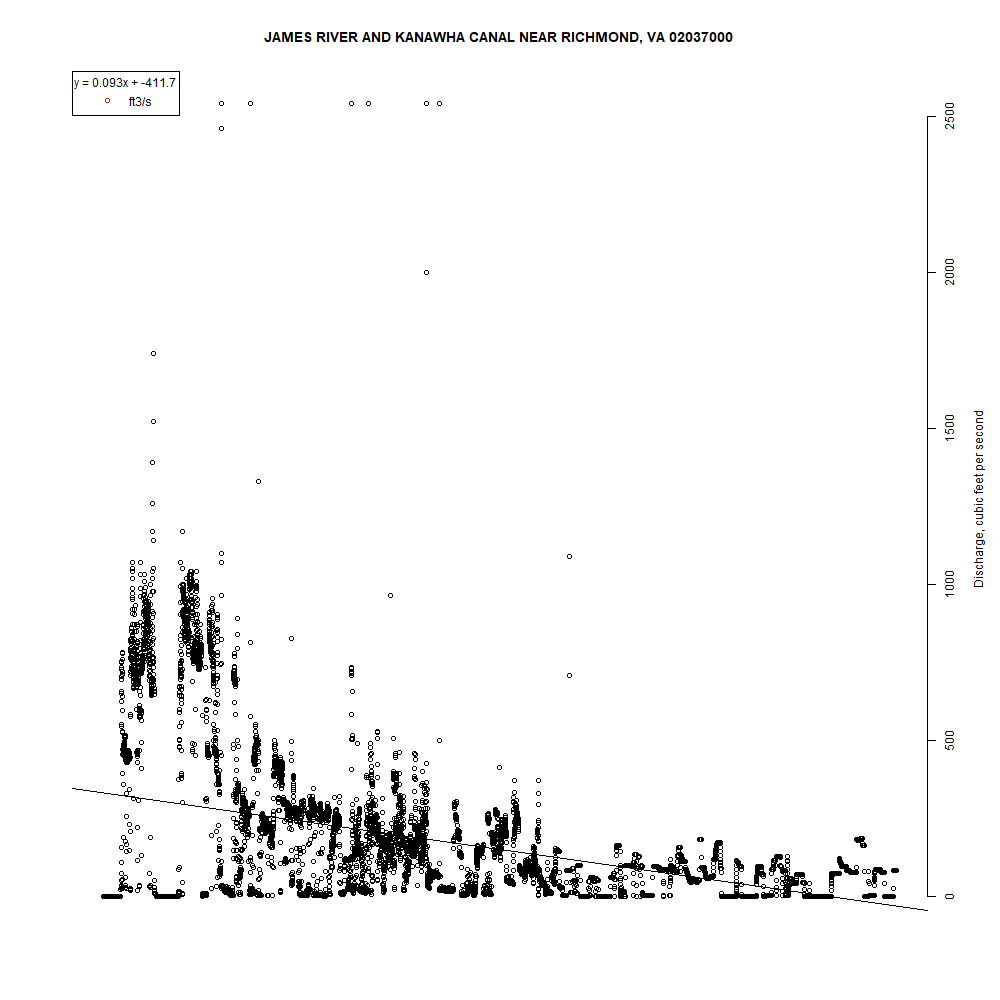 JAMES RIVER AND KANAWHA CANAL NEAR RICHMOND, VA 02037000
y = 0.093x + -411.7
ft3/s
2500
2000
1500
1000
500
0
Discharge, cubic feet per second